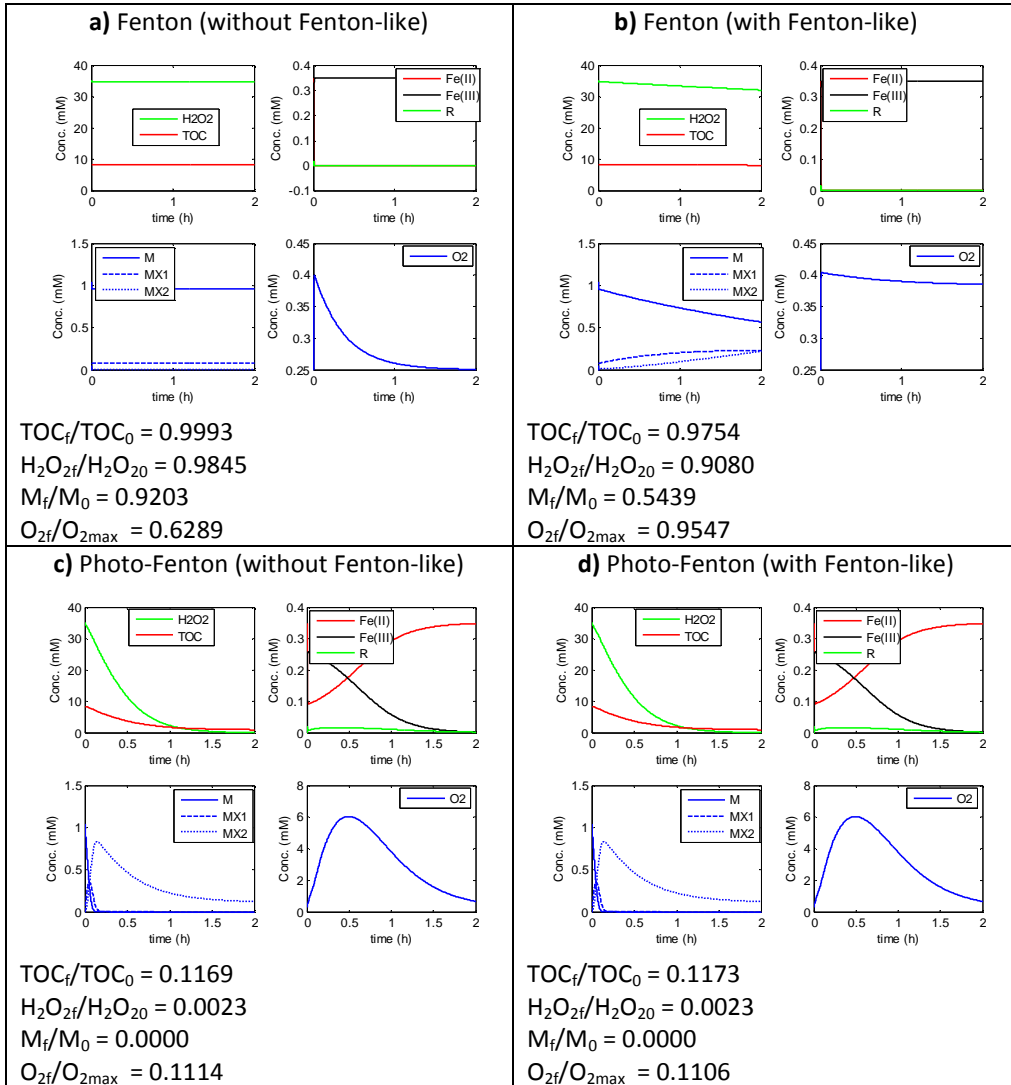 a) Fenton (without Fenton-like)
40
30
20
10
0
Conc. (mM)
H2O2
TOC
0
1
2
time (h)
0.4
0.3
0.2
0.1
0
-0.1
Conc. (mM)
Fe(II)
Fe(III)
R
0
1
2
time (h)
1.5
1
0.5
0
Conc. (mM)
M
MX1
MX2
0
1
2
time (h)
0.45
0.4
0.35
0.3
0.25
Conc. (mM)
O2
0
1
2
time (h)
TOCf/TOC0 = 0.9993
H2O2f/H2O20 = 0.9845
Mf/M0 = 0.9203
O2f/O2max = 0.6289
b) Fenton (with Fenton-like)
40
30
20
10
0
Conc. (mM)
H2O2
TOC
0
1
2
time (h)
0.4
0.3
0.2
0.1
0
Conc. (mM)
Fe(II)
Fe(III)
R
0
1
2
time (h)
1.5
1
0.5
0
Conc. (mM)
M
MX1
MX2
0
1
2
time (h)
0.45
0.4
0.35
0.3
0.25
Conc. (mM)
O2
0
1
2
time (h)
TOCf/TOC0 = 0.9754
H2O2f/H2O20 = 0.9080
Mf/M0 = 0.5439
O2f/O2max = 0.9547
c) Photo-Fenton (without Fenton-like)
40
30
20
10
0
Conc. (mM)
H2O2
TOC
0
0.5
1
1.5
2
time (h)
0.4
0.3
0.2
0.1
0
Conc. (mM)
Fe(II)
Fe(III)
R
0
0.5
1
1.5
2
time (h)
1.5
1
0.5
0
Conc. (mM)
M
MX1
MX2
0
0.5
1
1.5
2
time (h)
8
6
4
2
0
Conc. (mM)
O2
0
0.5
1
1.5
2
time (h)
TOCf/TOC0 = 0.1169
H2O2f/H2O20 = 0.0023
Mf/M0 = 0.0000
O2f/O2max = 0.1114
d) Photo-Fenton (with Fenton-like)
40
30
20
10
0
Conc. (mM)
H2O2
TOC
0
0.5
1
1.5
2
time (h)
0.4
0.3
0.2
0.1
0
Conc. (mM)
Fe(II)
Fe(III)
R
0
0.5
1
1.5
2
time (h)
1.5
1
0.5
0
Conc. (mM)
M
MX1
MX2
0
0.5
1
1.5
2
time (h)
8
6
4
2
0
Conc. (mM)
O2
0
0.5
1
1.5
2
time (h)
TOCf/TOC0 = 0.1173
H2O2f/H2O20 = 0.0023
Mf/M0 = 0.0000
O2f/O2max = 0.1106